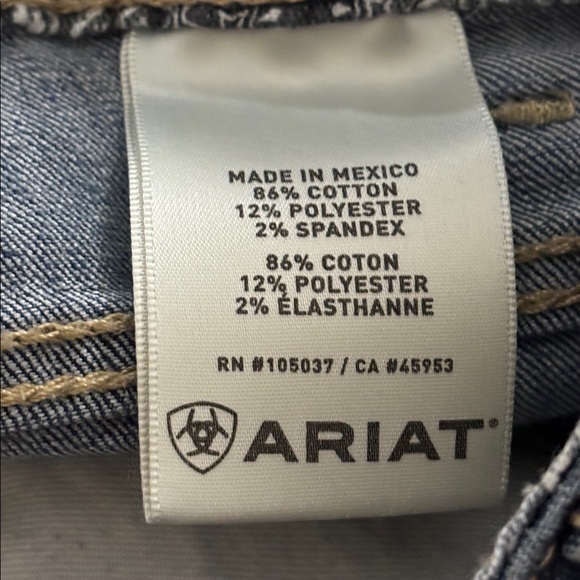 MADE IN MEXICO
86% COTTON
12% POLYESTER
2% SPANDEX
86% COTON
12% POLYESTER
2% ÉLASTHANNE
RN #105037 / CA #45953
ARIAT®